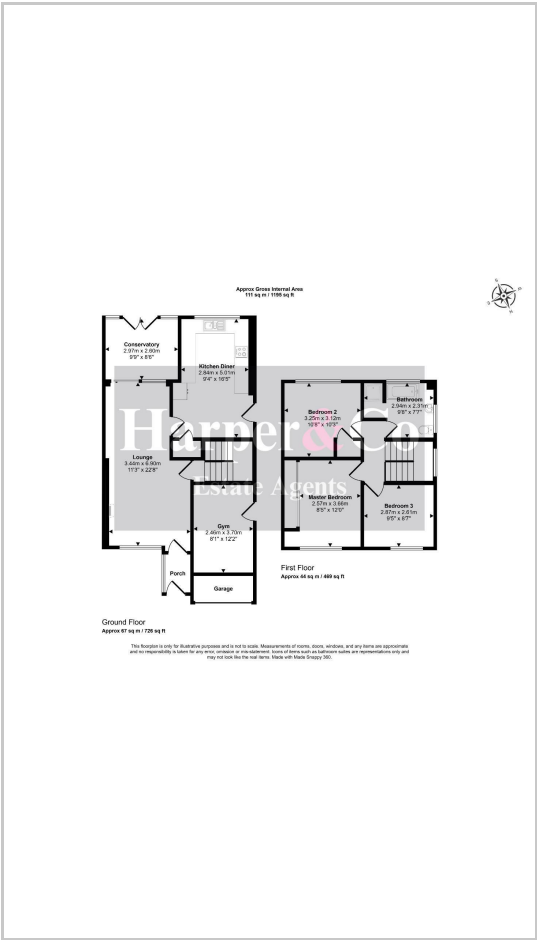 Approx Gross Internal Area
111 sq m / 1195 sq ft
Conservatory
2.97m x 2.60m
9'9" x 8'6"
Kitchen Diner
2.84m x 5.01m
9'4" x 16'5"
Lounge
3.44m x 6.90m
11'3" x 22'8"
Gym
2.46m x 3.70m
8'1" x 12'2"
Porch
Garage
Bedroom 2
3.25m x 3.12m
10'8" x 10'3"
Bathroom
2.94m x 2.31m
9'8" x 7'7"
Master Bedroom
2.57m x 3.66m
8'5" x 12'0"
Bedroom 3
2.87m x 2.61m
9'5" x 8'7"
Harper & Co
Estate Agents
First Floor
Approx 44 sq m / 469 sq ft
Ground Floor
Approx 67 sq m / 726 sq ft
This floorplan is only for illustrative purposes and is not to scale. Measurements of rooms, doors, windows, and any items are approximate
and no responsibility is taken for any error, omission or mis-statement. Icons of items such as bathroom suites are representations only and
may not look like the real items. Made with Made Snappy 360.